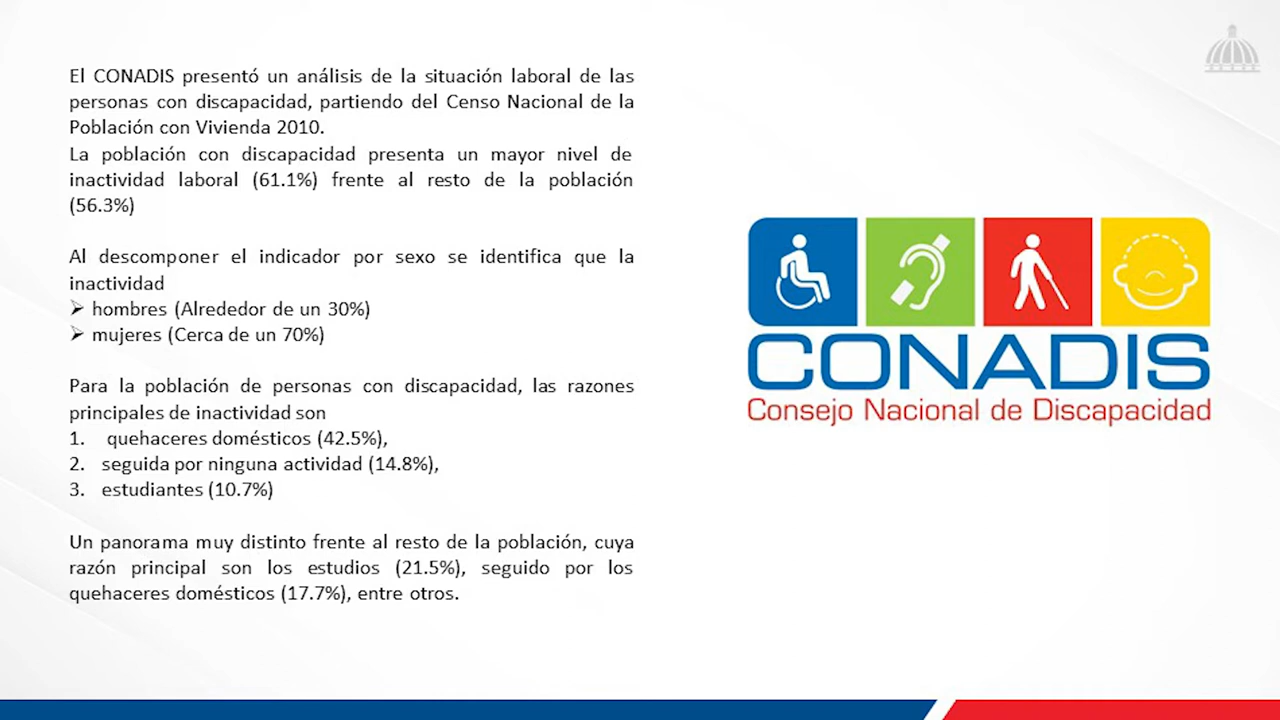 El CONADIS presentó un análisis de la situación laboral de las
personas con discapacidad, partiendo del Censo Nacional de la
Población con Vivienda 2010.
La población con discapacidad presenta un mayor nivel de
inactividad laboral (61.1%) frente al resto de la población
(56.3%)
Al descomponer el indicador por sexo se identifica que la
inactividad
➢ hombres (Alrededor de un 30%)
➢ mujeres (Cerca de un 70%)
Para la población de personas con discapacidad, las razones
principales de inactividad son
1. quehaceres domésticos (42.5%),
2. seguida por ninguna actividad (14.8%),
3. estudiantes (10.7%)
Un panorama muy distinto frente al resto de la población, cuya
razón principal son los estudios (21.5%), seguido por los
quehaceres domésticos (17.7%), entre otros.
CONADIS
Consejo Nacional de Discapacidad